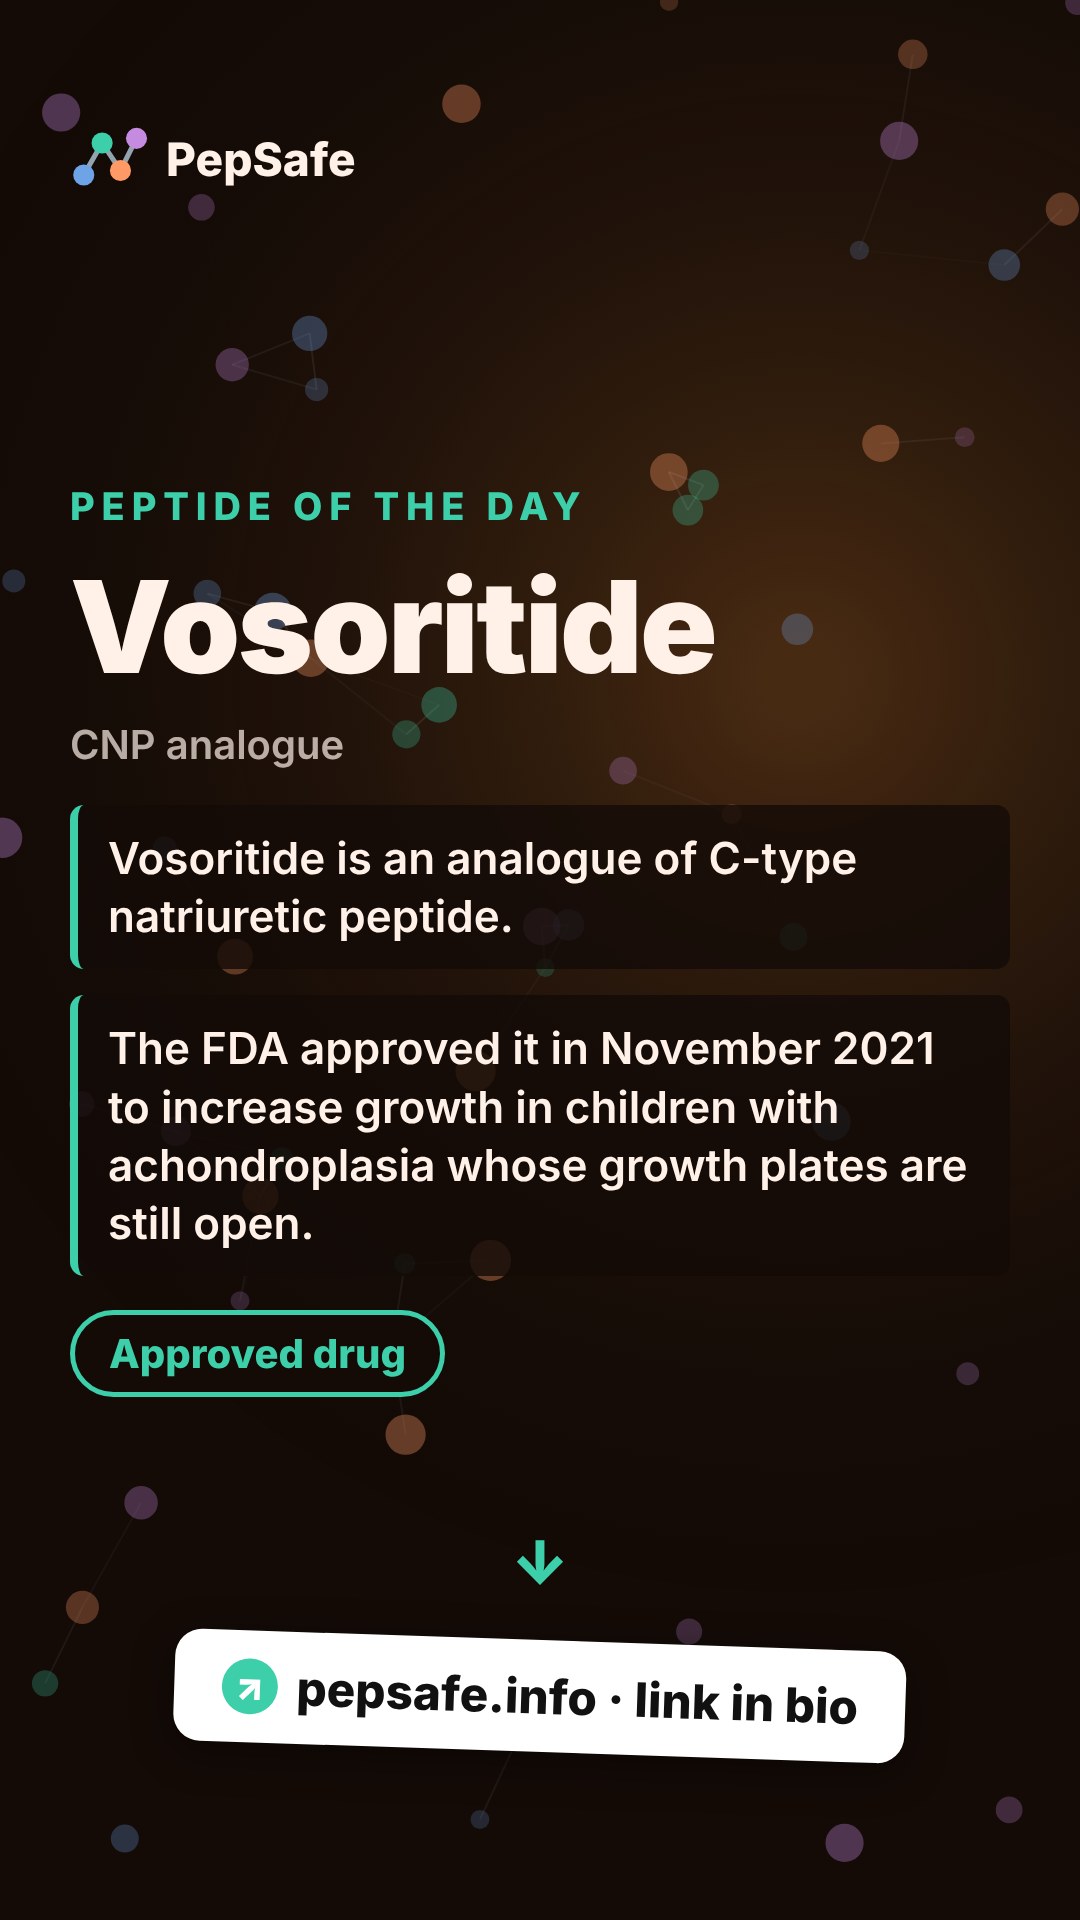 PepSafe
PEPTIDE OF THE DAY
Vosoritide
CNP analogue
Vosoritide is an analogue of C-type
natriuretic peptide.
The FDA approved it in November 2021
to increase growth in children with
achondroplasia whose growth plates are
still open.
Approved drug
pepsafe.info · link in bio